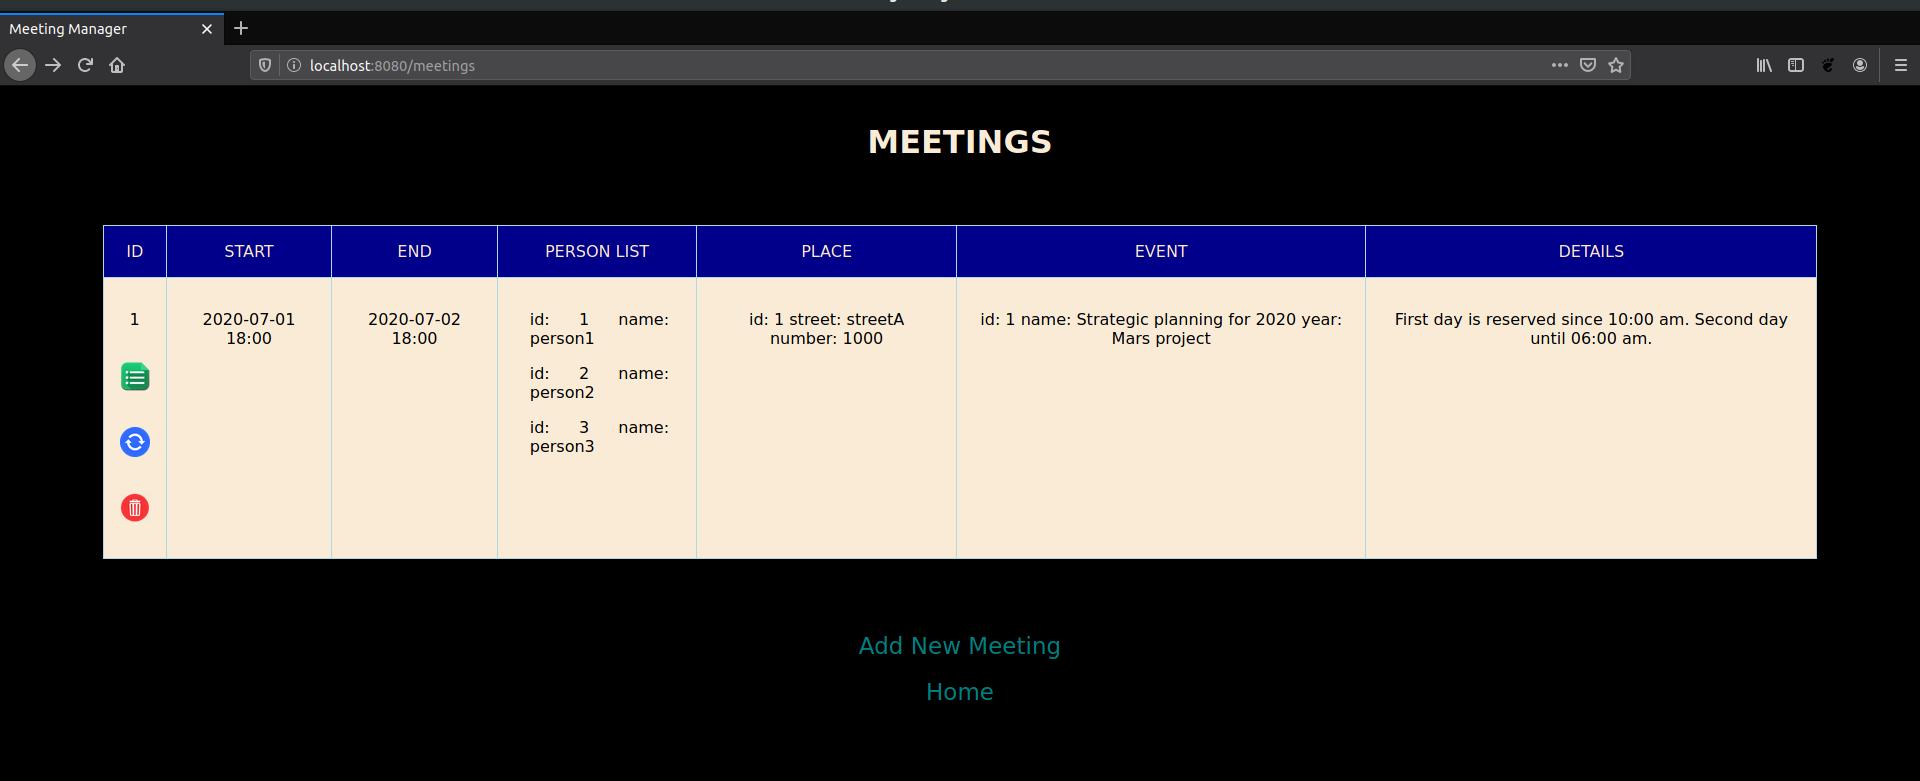 Meeting Manager
localhost:8080/meetings
MEETINGS
ID START END PERSON LIST PLACE EVENT DETAILS
1
2020-07-01
18:00
2020-07-02
18:00
id: 1 name:
person1
id: 2 name:
person2
id: 3 name:
person3
id: 1 street: streetA
number: 1000
id: 1 name: Strategic planning for 2020 year:
Mars project
First day is reserved since 10:00 am. Second day
until 06:00 am.
Add New Meeting
Home